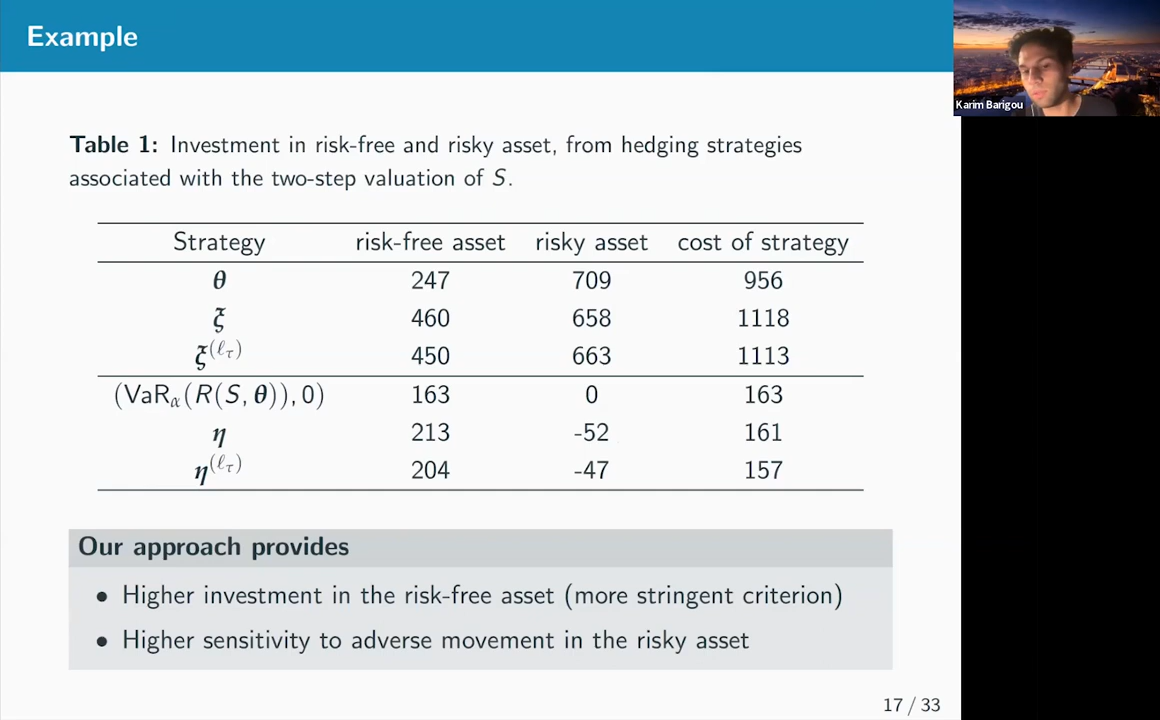 Example
Karim Barigou
Table 1: Investment in risk-free and risky asset, from hedging strategies
associated with the two-step valuation of S.
Strategy risk-free asset risky asset cost of strategy
θ 247 709 956
ξ 460 658 1118
ξ^(ℓ_τ) 450 663 1113
(VaR_α(R(S, θ)), 0) 163 0 163
η 213 -52 161
η^(ℓ_τ) 204 -47 157
Our approach provides
• Higher investment in the risk-free asset (more stringent criterion)
• Higher sensitivity to adverse movement in the risky asset
17 / 33